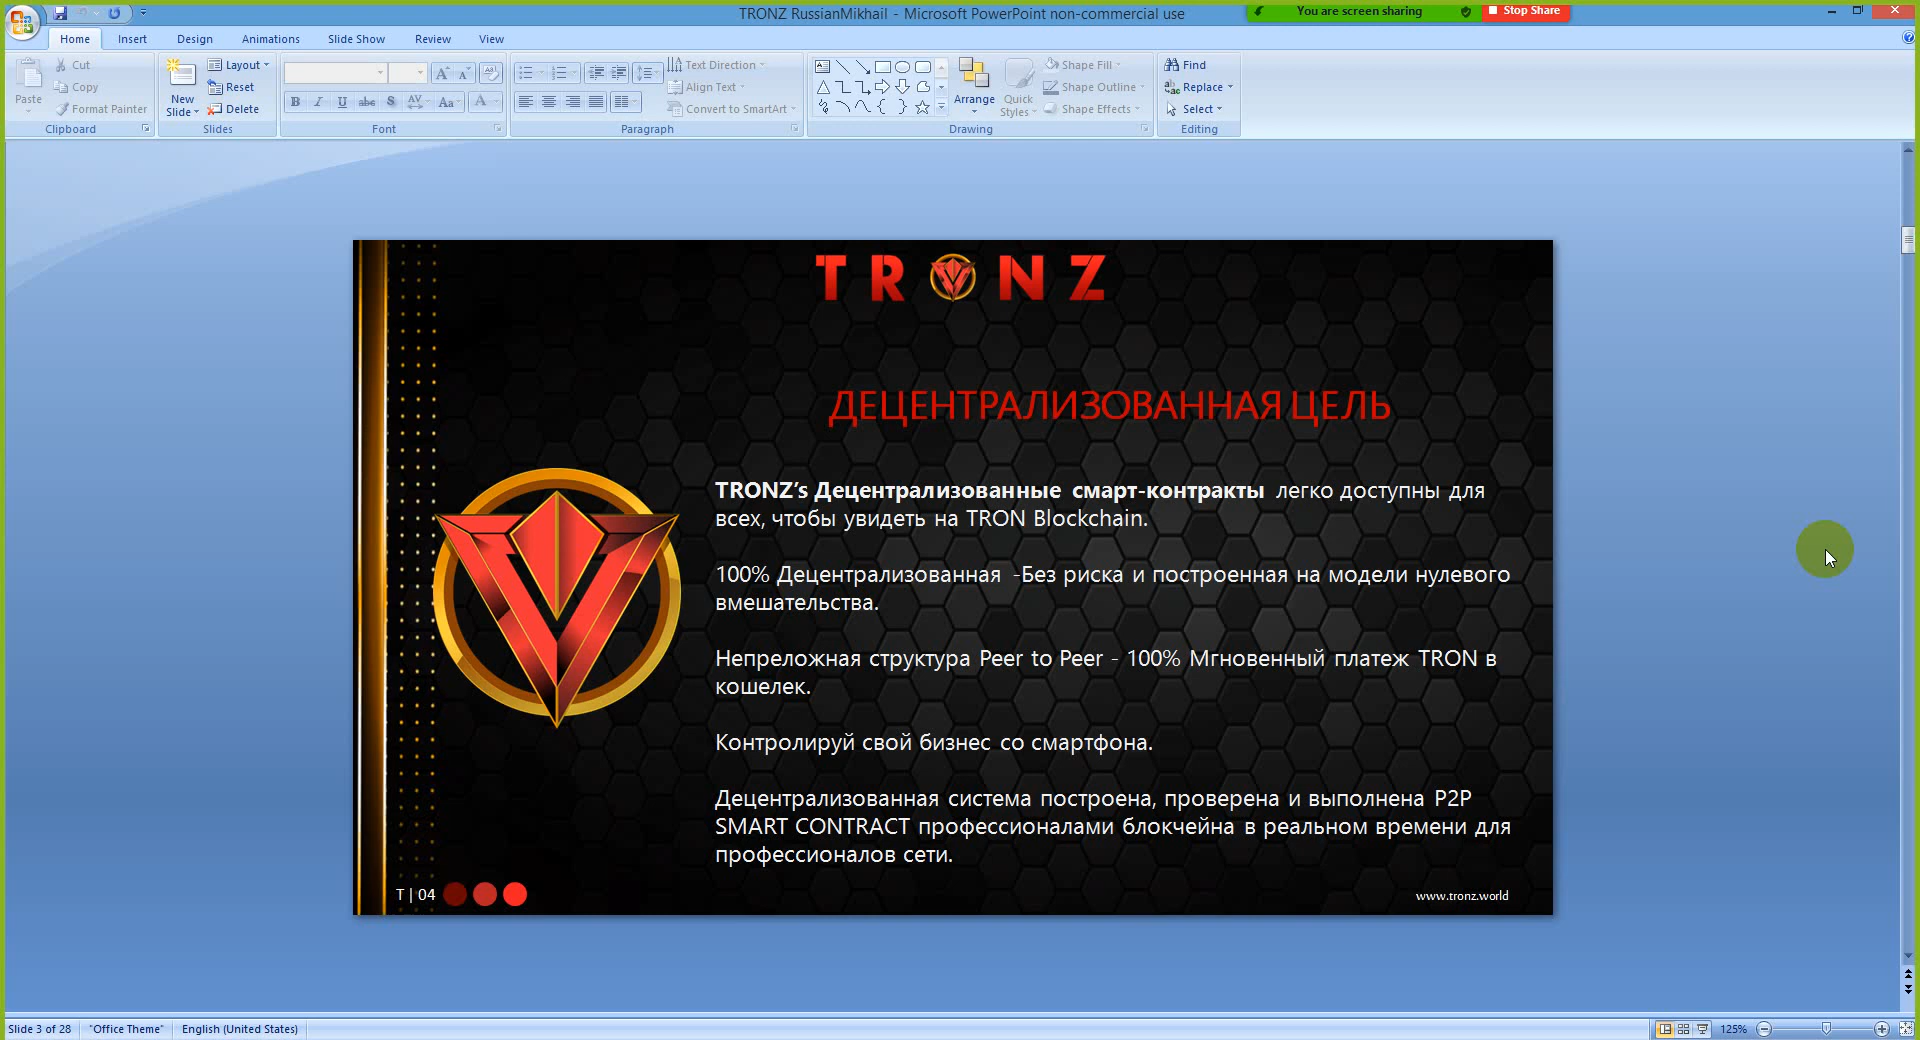 TRONZ RussianMikhail - Microsoft PowerPoint non-commercial use
You are screen sharing
Stop Share
Home Insert Design Animations Slide Show Review View
Paste
Cut
Copy
Format Painter
Clipboard
New Slide
Layout
Reset
Delete
Slides
Font
Text Direction
Align Text
Convert to SmartArt
Paragraph
Arrange
Quick Styles
Shape Fill
Shape Outline
Shape Effects
Drawing
Find
Replace
Select
Editing
TRONZ
ДЕЦЕНТРАЛИЗОВАННАЯ ЦЕЛЬ
TRONZ’s Децентрализованные смарт-контракты легко доступны для
всех, чтобы увидеть на TRON Blockchain.
100% Децентрализованная -Без риска и построенная на модели нулевого
вмешательства.
Непреложная структура Peer to Peer - 100% Мгновенный платеж TRON в
кошелек.
Контролируй свой бизнес со смартфона.
Децентрализованная система построена, проверена и выполнена P2P
SMART CONTRACT профессионалами блокчейна в реальном времени для
профессионалов сети.
T | 04
www.tronz.world
Slide 3 of 28 "Office Theme" English (United States)
125%